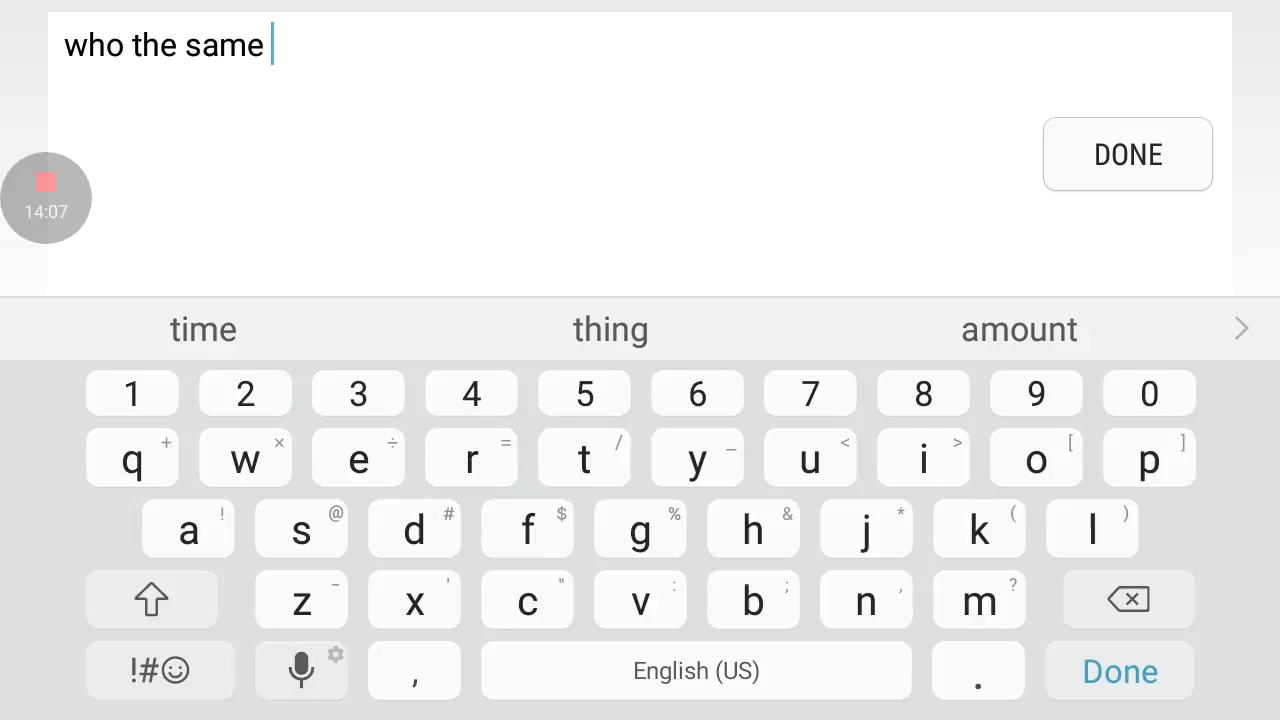 who the same
DONE
14:07
time thing amount
1 2 3 4 5 6 7 8 9 0
q + w × e ÷ r = t / y _ u < i > o [ p ]
a ! s @ d # f $ g % h & j * k ( l )
z - x ' c " v : b ; n , m ?
!#☺ , English (US) . Done